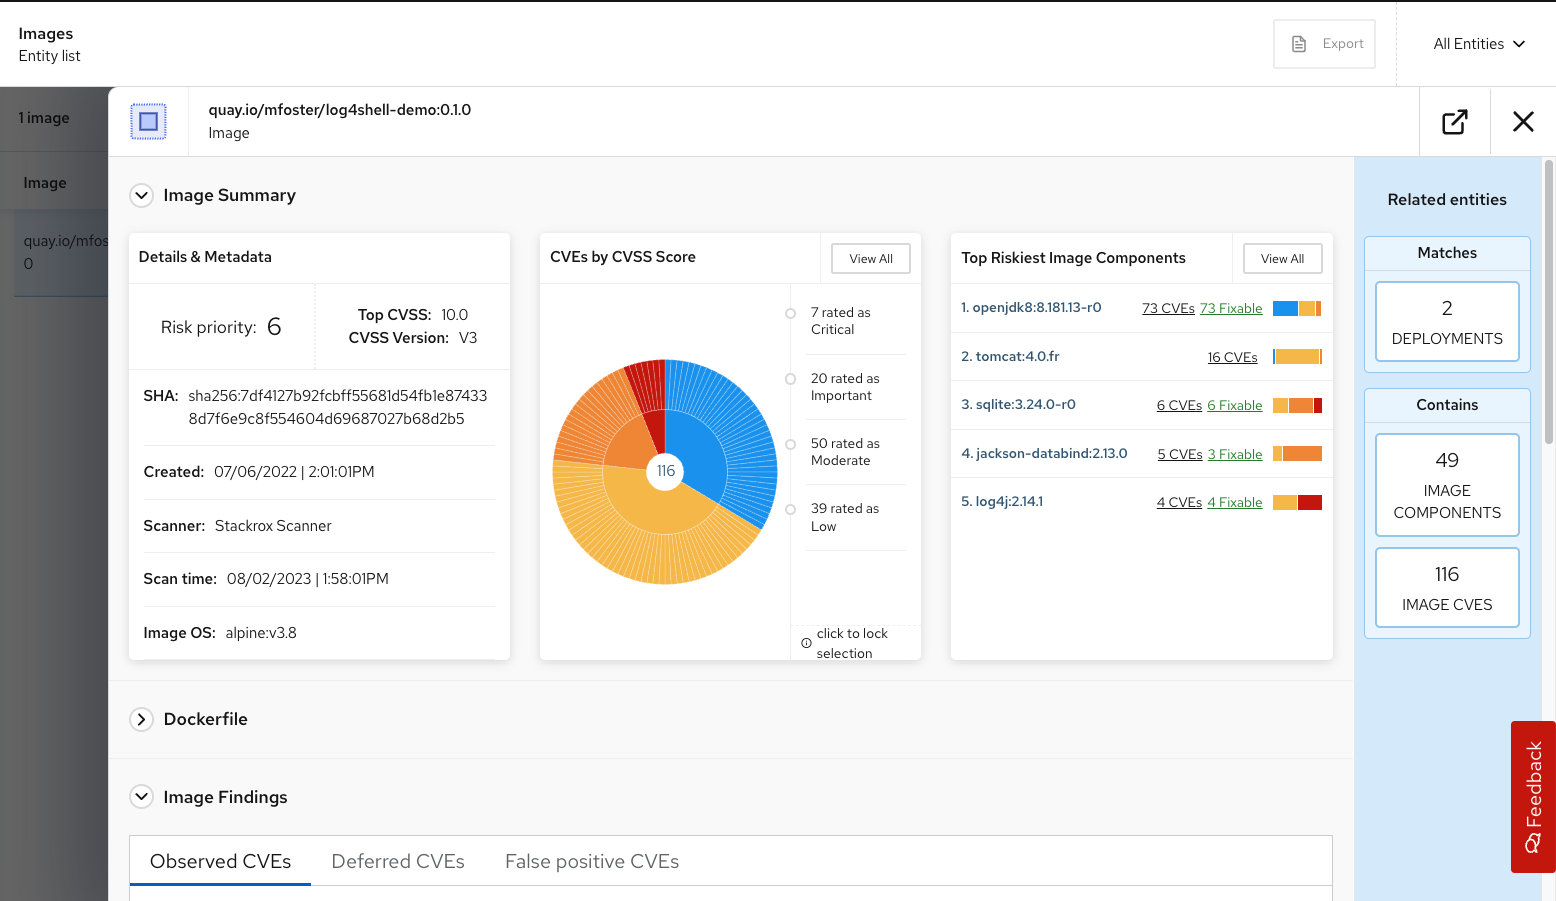 Images
Entity list
Export
All Entities
1 image
Image
quay.io/mfos
0
quay.io/mfoster/log4shell-demo:0.1.0
Image
Image Summary
Details & Metadata
Risk priority: 6
Top CVSS: 10.0
CVSS Version: V3
SHA: sha256:7df4127b92fcbff55681d54fb1e87433
8d7f6e9c8f554604d69687027b68d2b5
Created: 07/06/2022 | 2:01:01PM
Scanner: Stackrox Scanner
Scan time: 08/02/2023 | 1:58:01PM
Image OS: alpine:v3.8
CVEs by CVSS Score
View All
116
7 rated as
Critical
20 rated as
Important
50 rated as
Moderate
39 rated as
Low
click to lock
selection
Top Riskiest Image Components
View All
1. openjdk8:8.181.13-r0 73 CVEs 73 Fixable
2. tomcat:4.0.fr 16 CVEs
3. sqlite:3.24.0-r0 6 CVEs 6 Fixable
4. jackson-databind:2.13.0 5 CVEs 3 Fixable
5. log4j:2.14.1 4 CVEs 4 Fixable
Related entities
Matches
2
DEPLOYMENTS
Contains
49
IMAGE
COMPONENTS
116
IMAGE CVES
Dockerfile
Image Findings
Observed CVEs Deferred CVEs False positive CVEs
Feedback